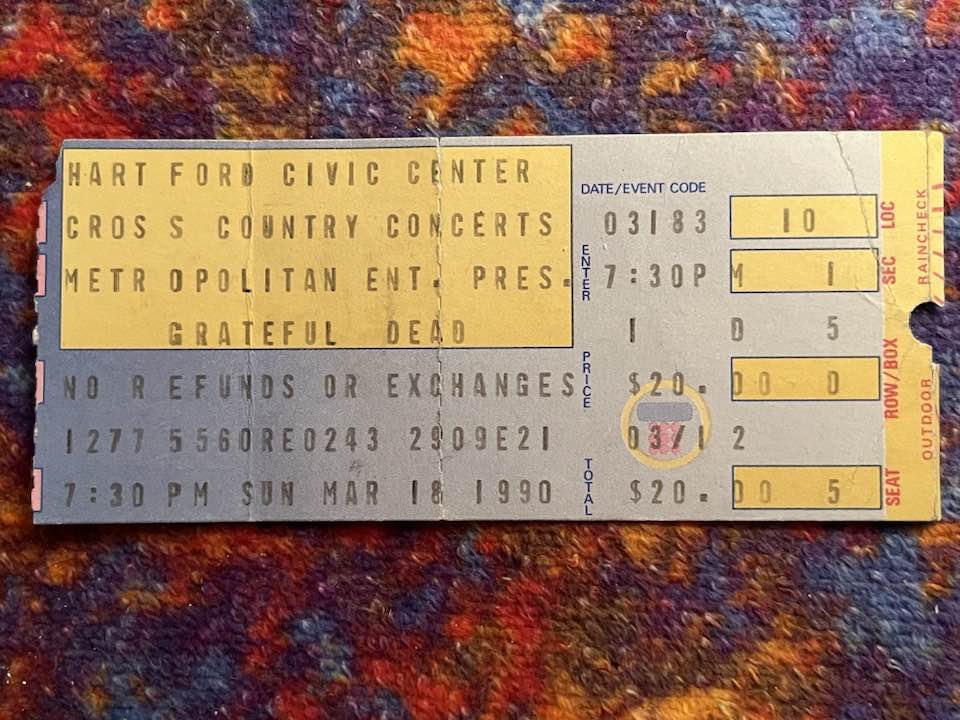 HART FORD CIVIC CENTER
CROS S COUNTRY CONCERTS
METR OPOLITAN ENT. PRES.
GRATEFUL DEAD
NO R EFUNDS OR EXCHANGES
1277 5560RE0243 2909E21
7:30 PM SUN MAR 18 1990
DATE/EVENT CODE
03183 10
ENTER
7:30P M 1
1 D 5
PRICE
$20. 00 D
03/1 2
TOTAL
$20. 00 5
LOC
SEC
ROW/BOX
SEAT
RAINCHECK
OUTDOOR